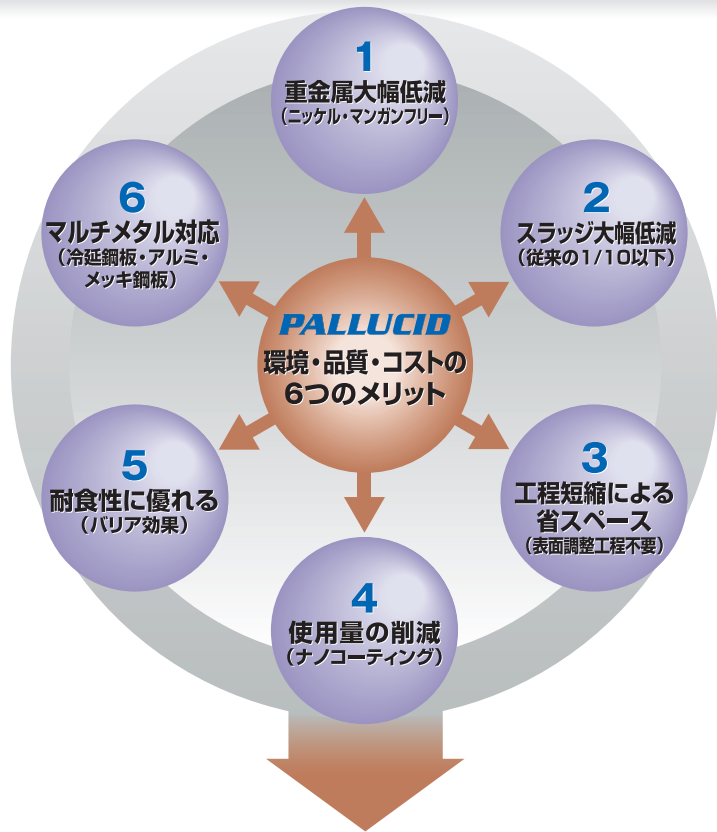 PALLUCID
環境・品質・コストの
6つのメリット
1
重金属大幅低減
（ニッケル・マンガンフリー）
2
スラッジ大幅低減
（従来の1/10以下）
3
工程短縮による
省スペース
（表面調整工程不要）
4
使用量の削減
（ナノコーティング）
5
耐食性に優れる
（バリア効果）
6
マルチメタル対応
（冷延鋼板・アルミ・
メッキ鋼板）